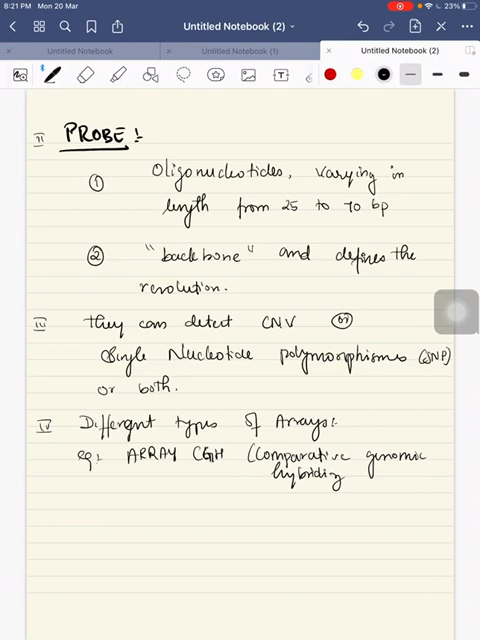 8:21 PM Mon 20 Mar
23%
Untitled Notebook (2)
Untitled Notebook
Untitled Notebook (1)
Untitled Notebook (2)
II PROBE :
① Oligonucleotides, varying in
length from 25 to 70 bp
② "backbone" and defines the
resolution.
III they can detect CNV or
Single Nucleotide polymorphisms (SNP)
or both.
IV Different types of Arrays:
eg: ARRAY CGH (Comparative genomic
hybridiz